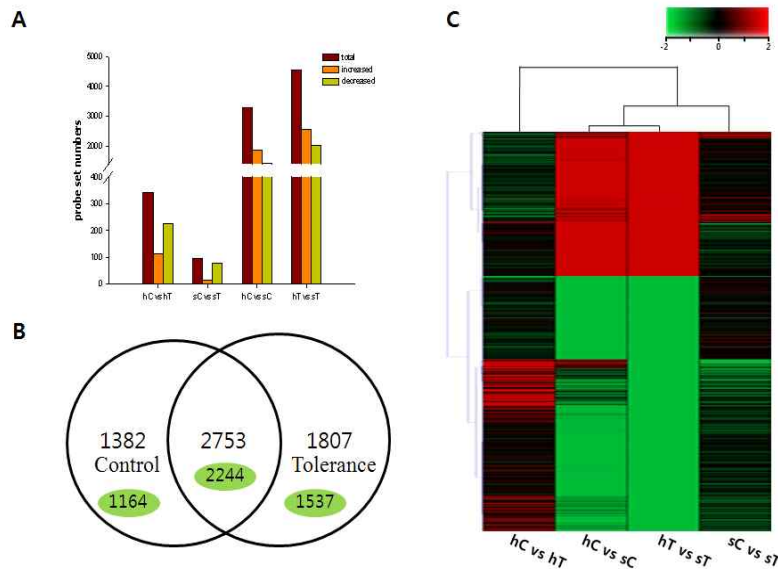 A
probe set numbers
5000
4000
3000
2000
400
300
200
100
0
total
increased
decreased
hC vs hT
sC vs sT
hC vs sC
hT vs sT
B
1382
2753
1807
Control
2244
Tolerance
1164
1537
C
-2 0 2
hC vs hT
hC vs sC
hT vs sT
sC vs sT